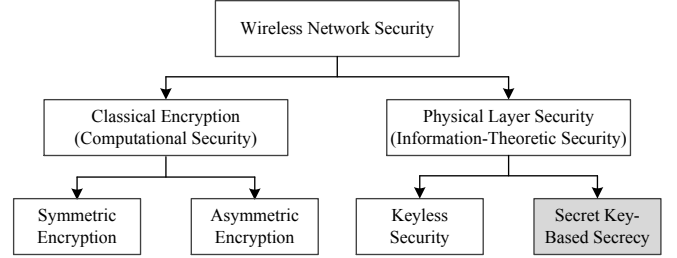 Wireless Network Security
Classical Encryption
(Computational Security)
Physical Layer Security
(Information-Theoretic Security)
Symmetric
Encryption
Asymmetric
Encryption
Keyless
Security
Secret Key-
Based Secrecy